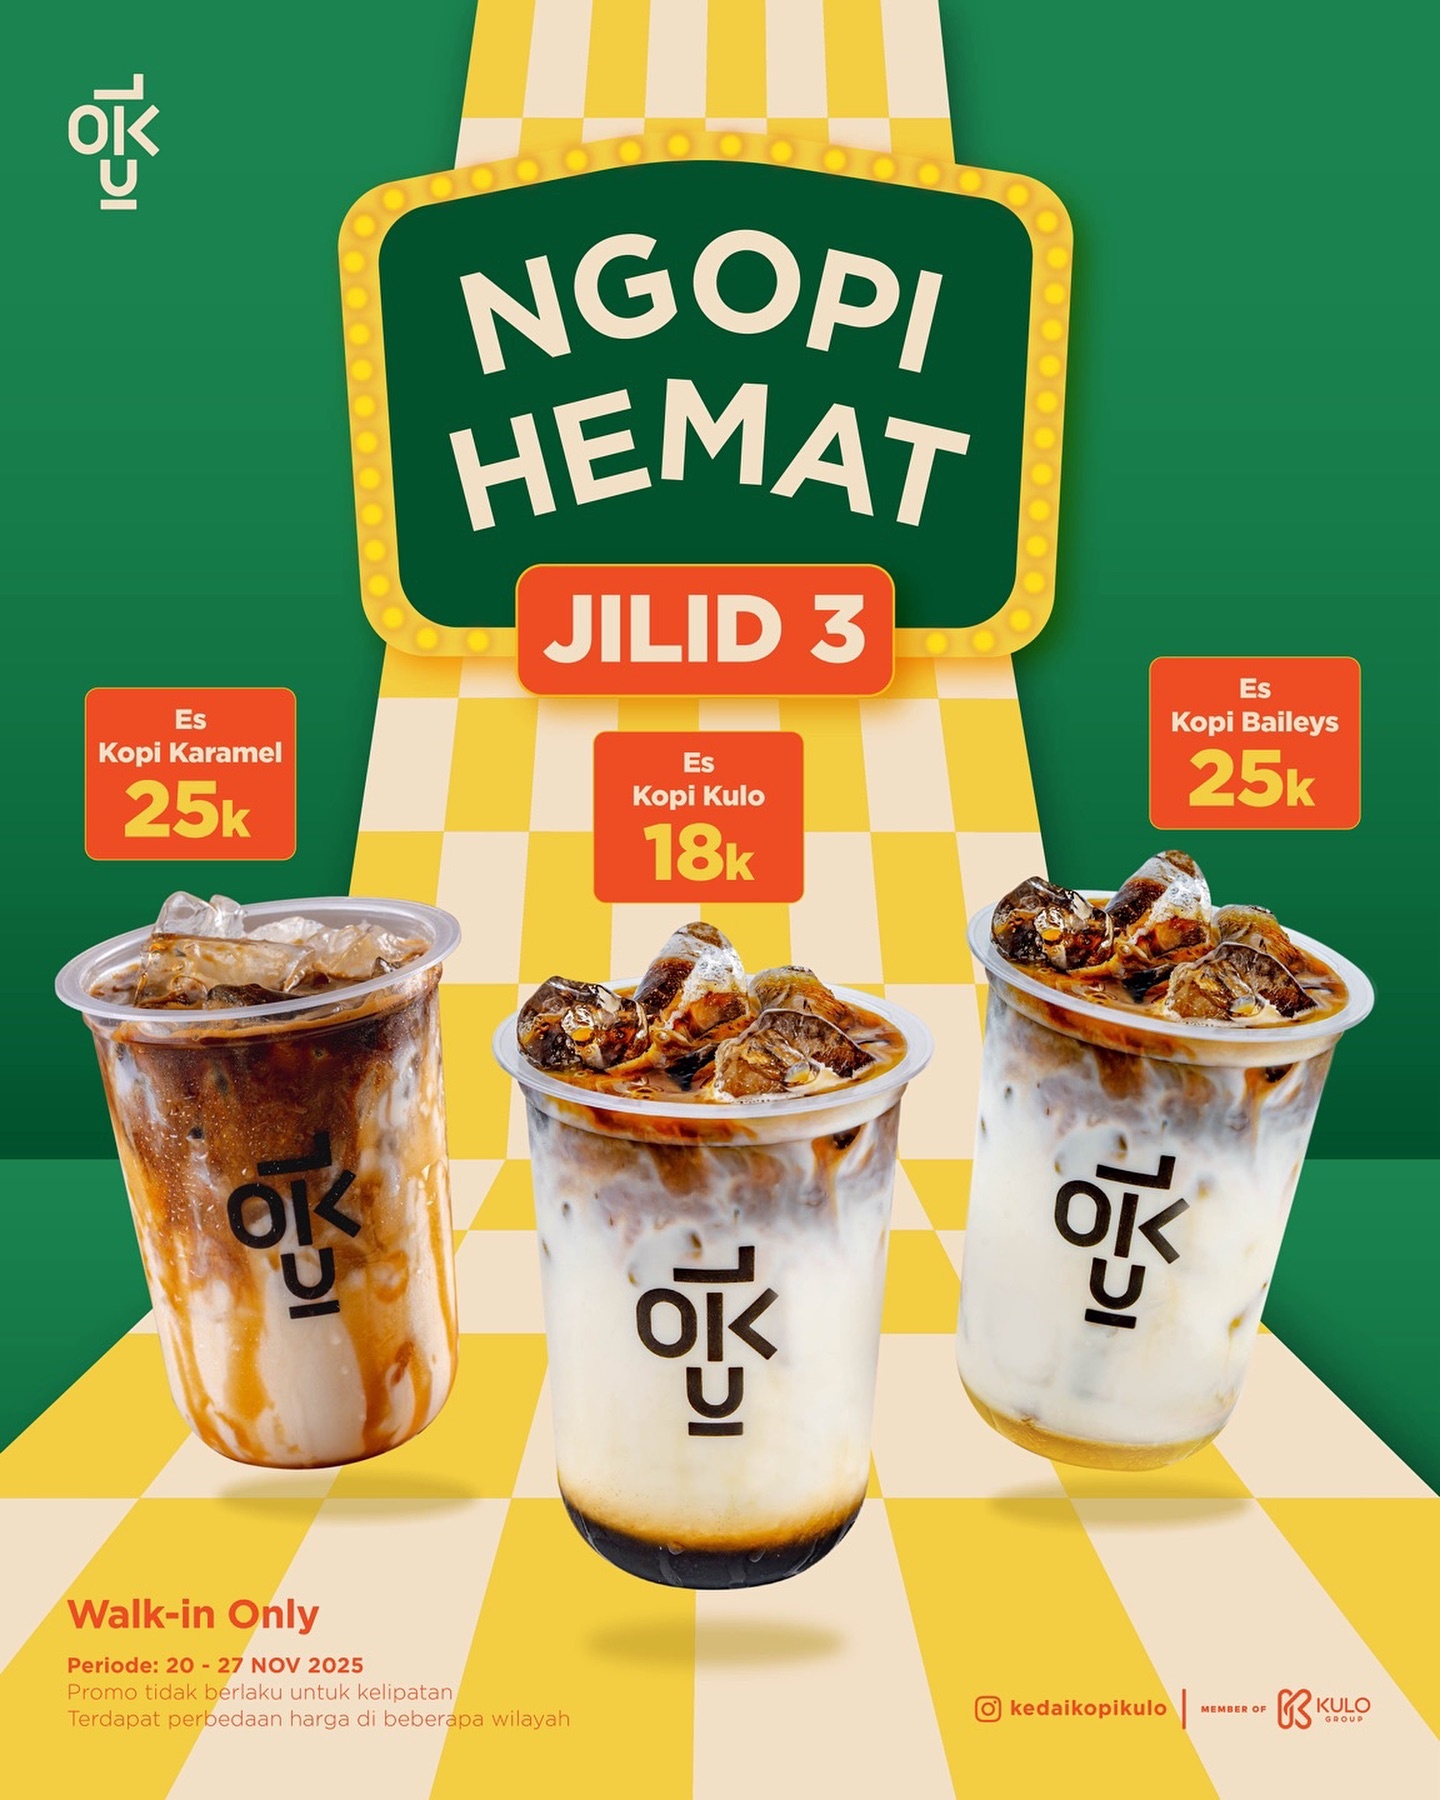 NGOPI
HEMAT
JILID 3
Es
Kopi Karamel
25k
Es
Kopi Kulo
18k
Es
Kopi Baileys
25k
Walk-in Only
Periode: 20 - 27 NOV 2025
Promo tidak berlaku untuk kelipatan
Terdapat perbedaan harga di beberapa wilayah
kedaikopikulo
MEMBER OF
KULO
GROUP